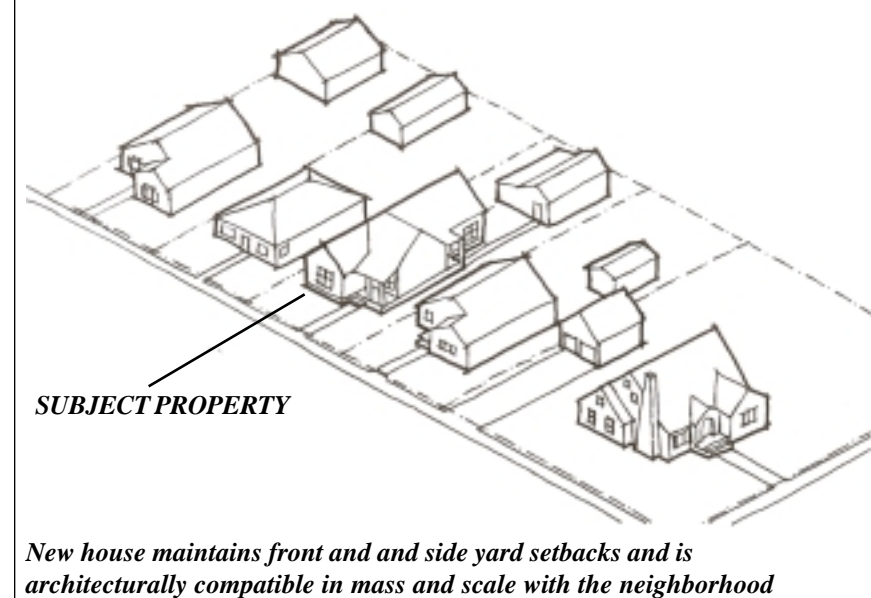 SUBJECT PROPERTY
New house maintains front and and side yard setbacks and is
architecturally compatible in mass and scale with the neighborhood